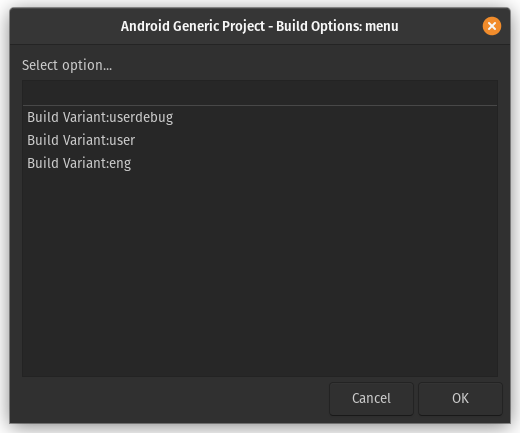 Android Generic Project - Build Options: menu
Select option...
Build Variant:userdebug
Build Variant:user
Build Variant:eng
Cancel OK